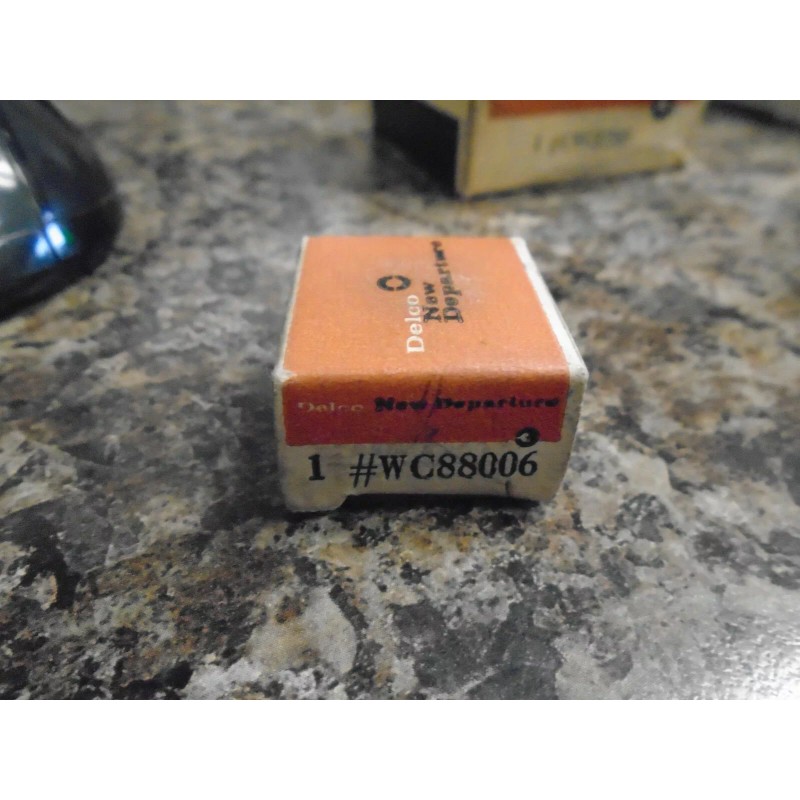 Delco
New
Departure
Delco New Departure
1 #WC88006